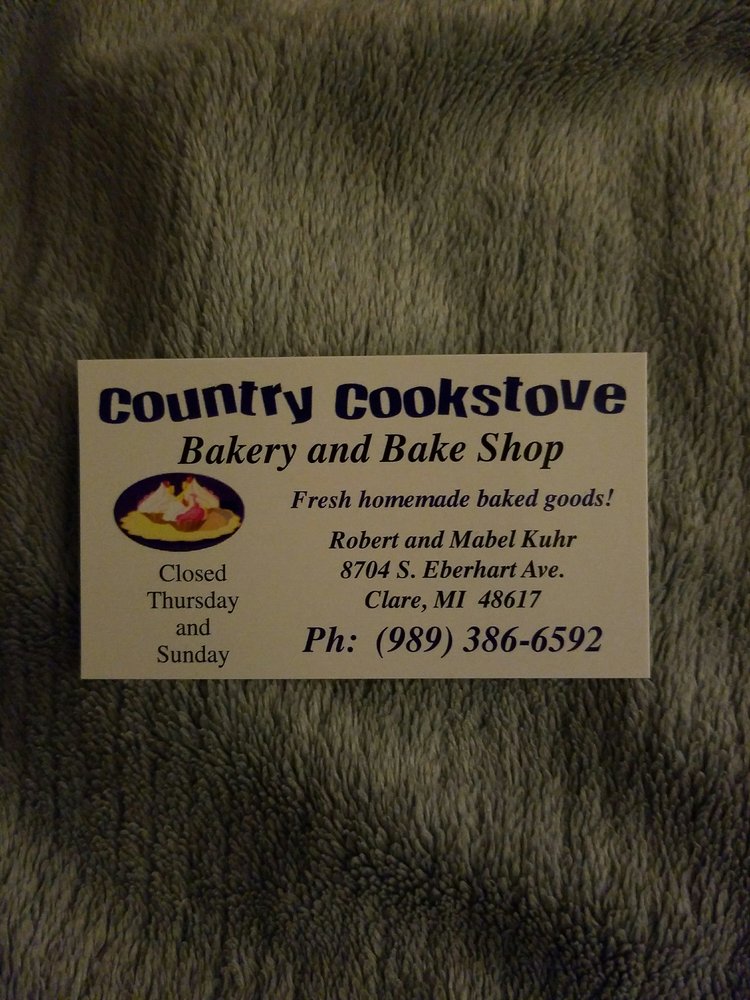 Country Cookstove
Bakery and Bake Shop
Fresh homemade baked goods!
Robert and Mabel Kuhr
8704 S. Eberhart Ave.
Clare, MI 48617
Ph: (989) 386-6592
Closed
Thursday
and
Sunday